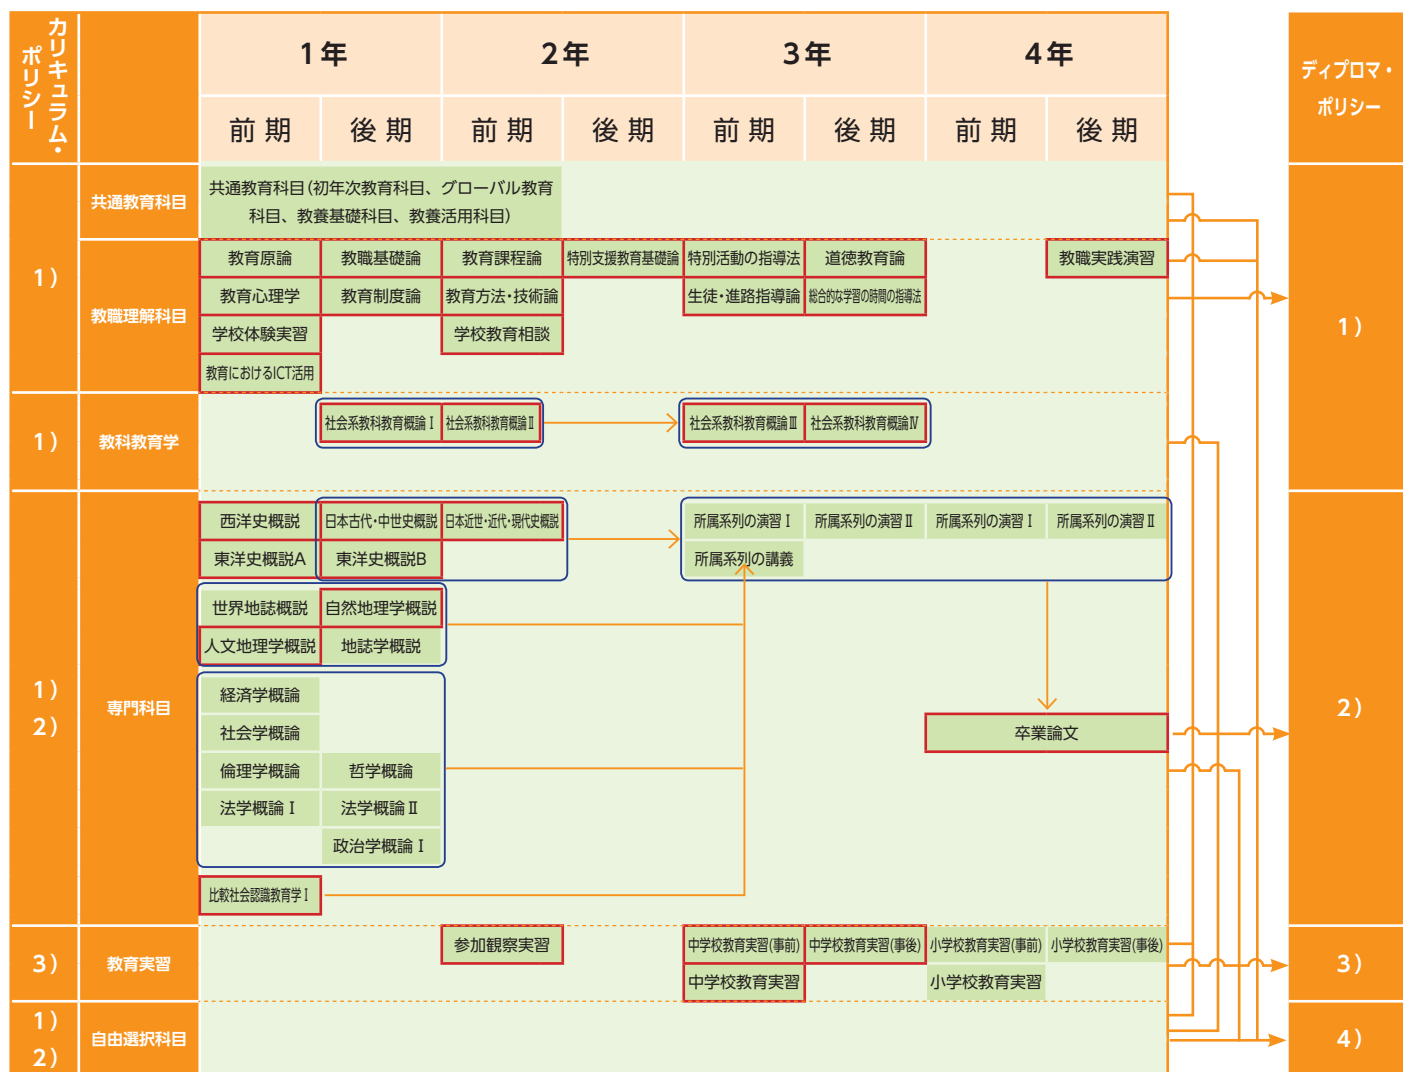 カリキュラム・
ポリシー
1年
2年
3年
4年
ディプロマ・
ポリシー
前期
後期
前期
後期
前期
後期
前期
後期
1)
共通教育科目
共通教育科目(初年次教育科目、グローバル教育
科目、教養基礎科目、教養活用科目)
教職理解科目
教育原論
教職基礎論
教育課程論
特別支援教育基礎論
特別活動の指導法
道徳教育論
教職実践演習
教育心理学
教育制度論
教育方法・技術論
生徒・進路指導論
総合的な学習の時間の指導法
学校体験実習
学校教育相談
教育におけるICT活用
1)
1)
教科教育学
社会系教科教育概論Ⅰ
社会系教科教育概論Ⅱ
社会系教科教育概論Ⅲ
社会系教科教育概論Ⅳ
1)
2)
専門科目
西洋史概説
日本古代・中世史概説
日本近世・近代・現代史概説
所属系列の演習Ⅰ
所属系列の演習Ⅱ
所属系列の演習Ⅰ
所属系列の演習Ⅱ
東洋史概説A
東洋史概説B
所属系列の講義
世界地誌概説
自然地理学概説
人文地理学概説
地誌学概説
経済学概論
社会学概論
卒業論文
倫理学概論
哲学概論
法学概論Ⅰ
法学概論Ⅱ
政治学概論Ⅰ
比較社会認識教育学Ⅰ
2)
3)
教育実習
参加観察実習
中学校教育実習(事前)
中学校教育実習(事後)
小学校教育実習(事前)
小学校教育実習(事後)
中学校教育実習
小学校教育実習
3)
1)
2)
自由選択科目
4)